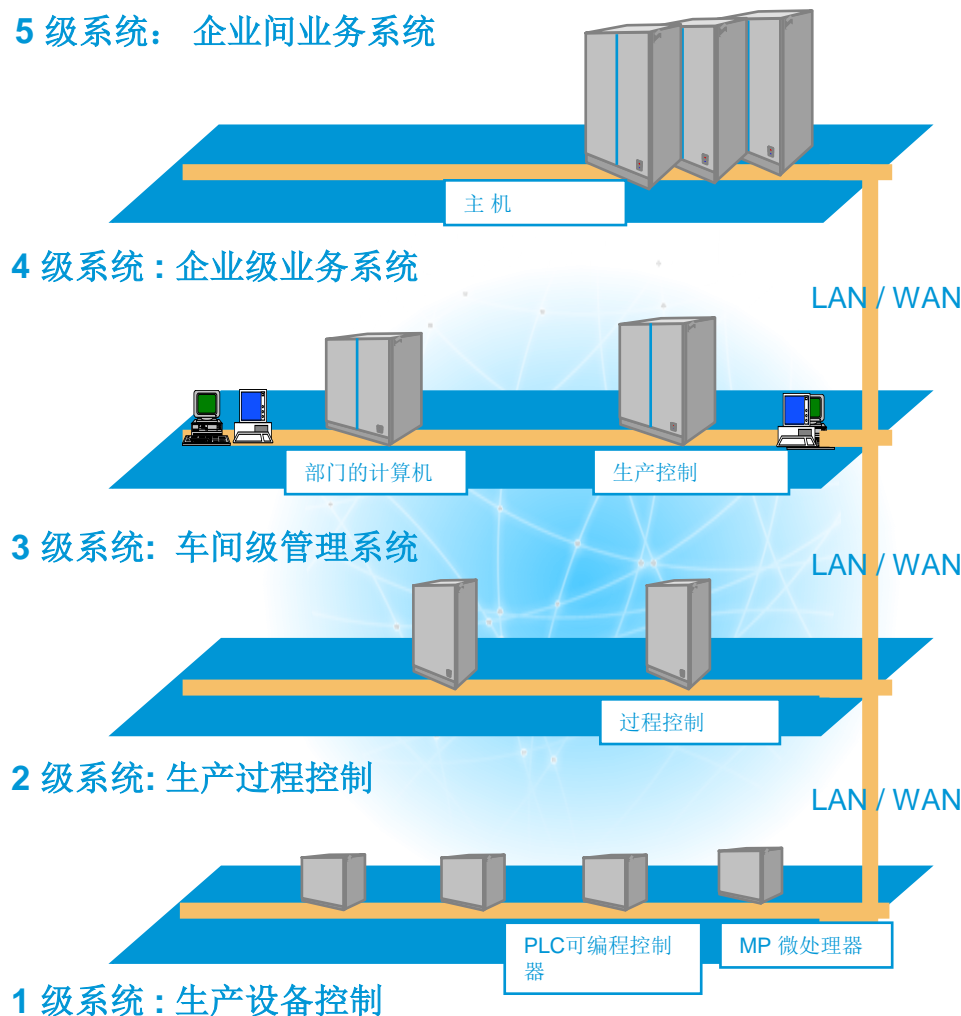 5 级系统： 企业间业务系统
主 机
4 级系统 : 企业级业务系统
LAN / WAN
部门的计算机
生产控制
3 级系统: 车间级管理系统
LAN / WAN
过程控制
2 级系统: 生产过程控制
LAN / WAN
PLC可编程控制
器
MP 微处理器
1 级系统 : 生产设备控制